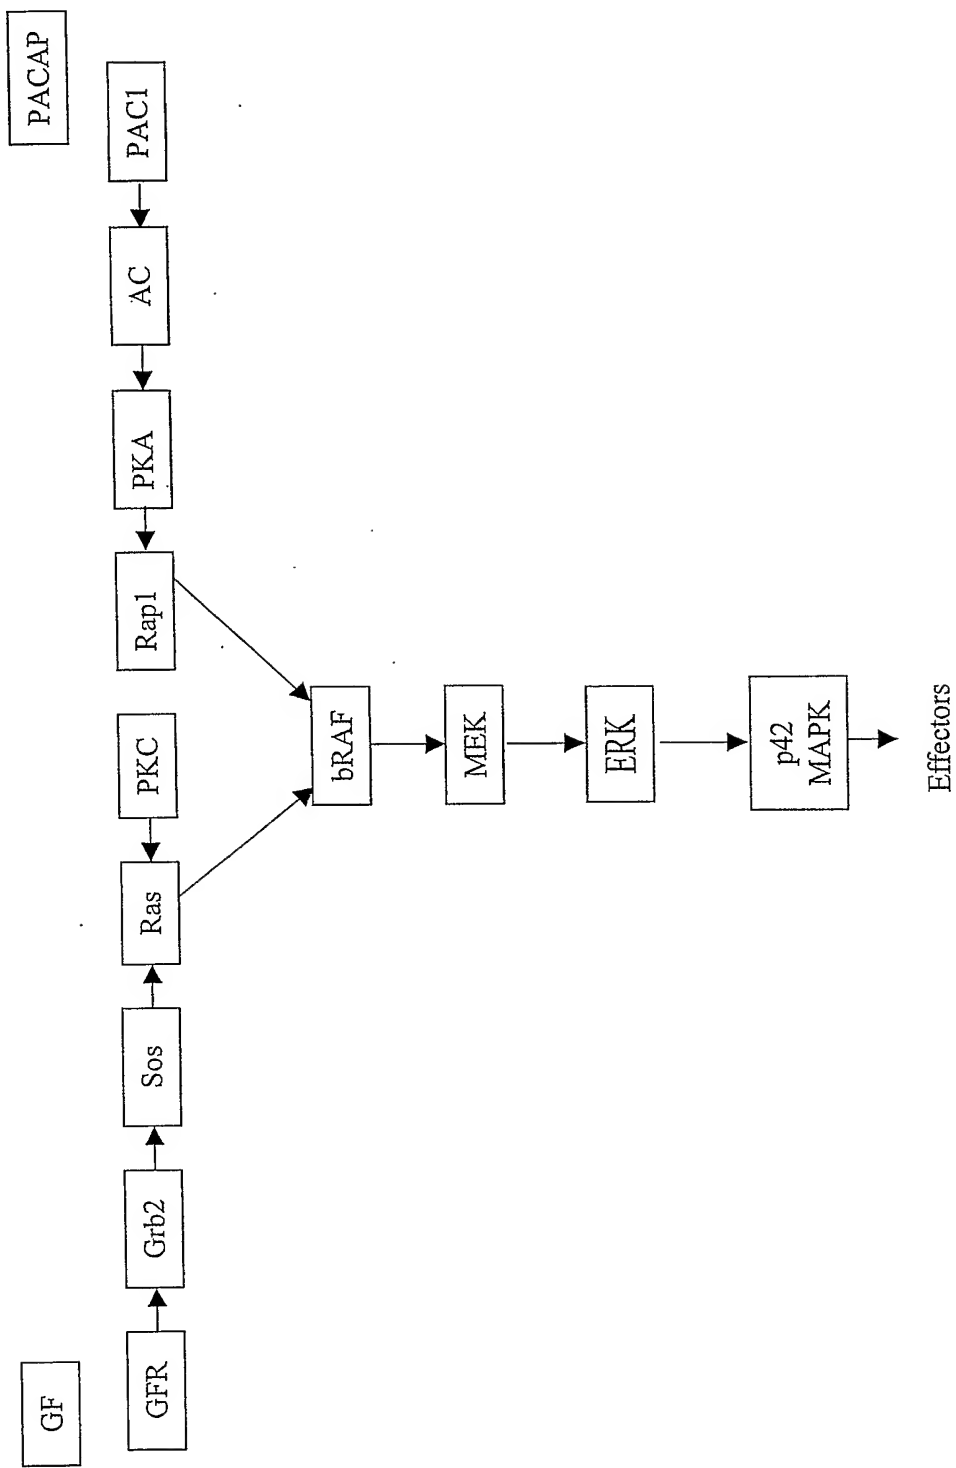 GF
PACAP
GFR
Grb2
Sos
Ras
PKC
Rap1
PKA
AC
PAC1
bRAF
MEK
ERK
p42
MAPK
Effectors